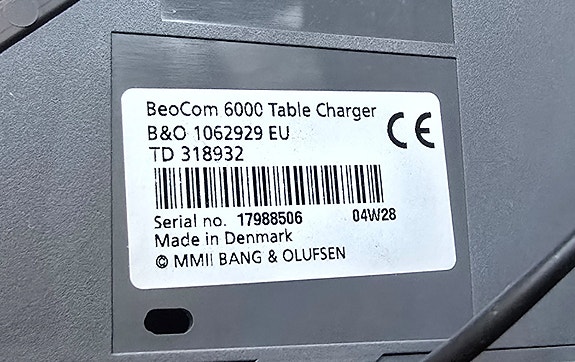 BeoCom 6000 Table Charger
B&O 1062929 EU
TD 318932
CE
Serial no. 17988506 04W28
Made in Denmark
© MMII BANG & OLUFSEN